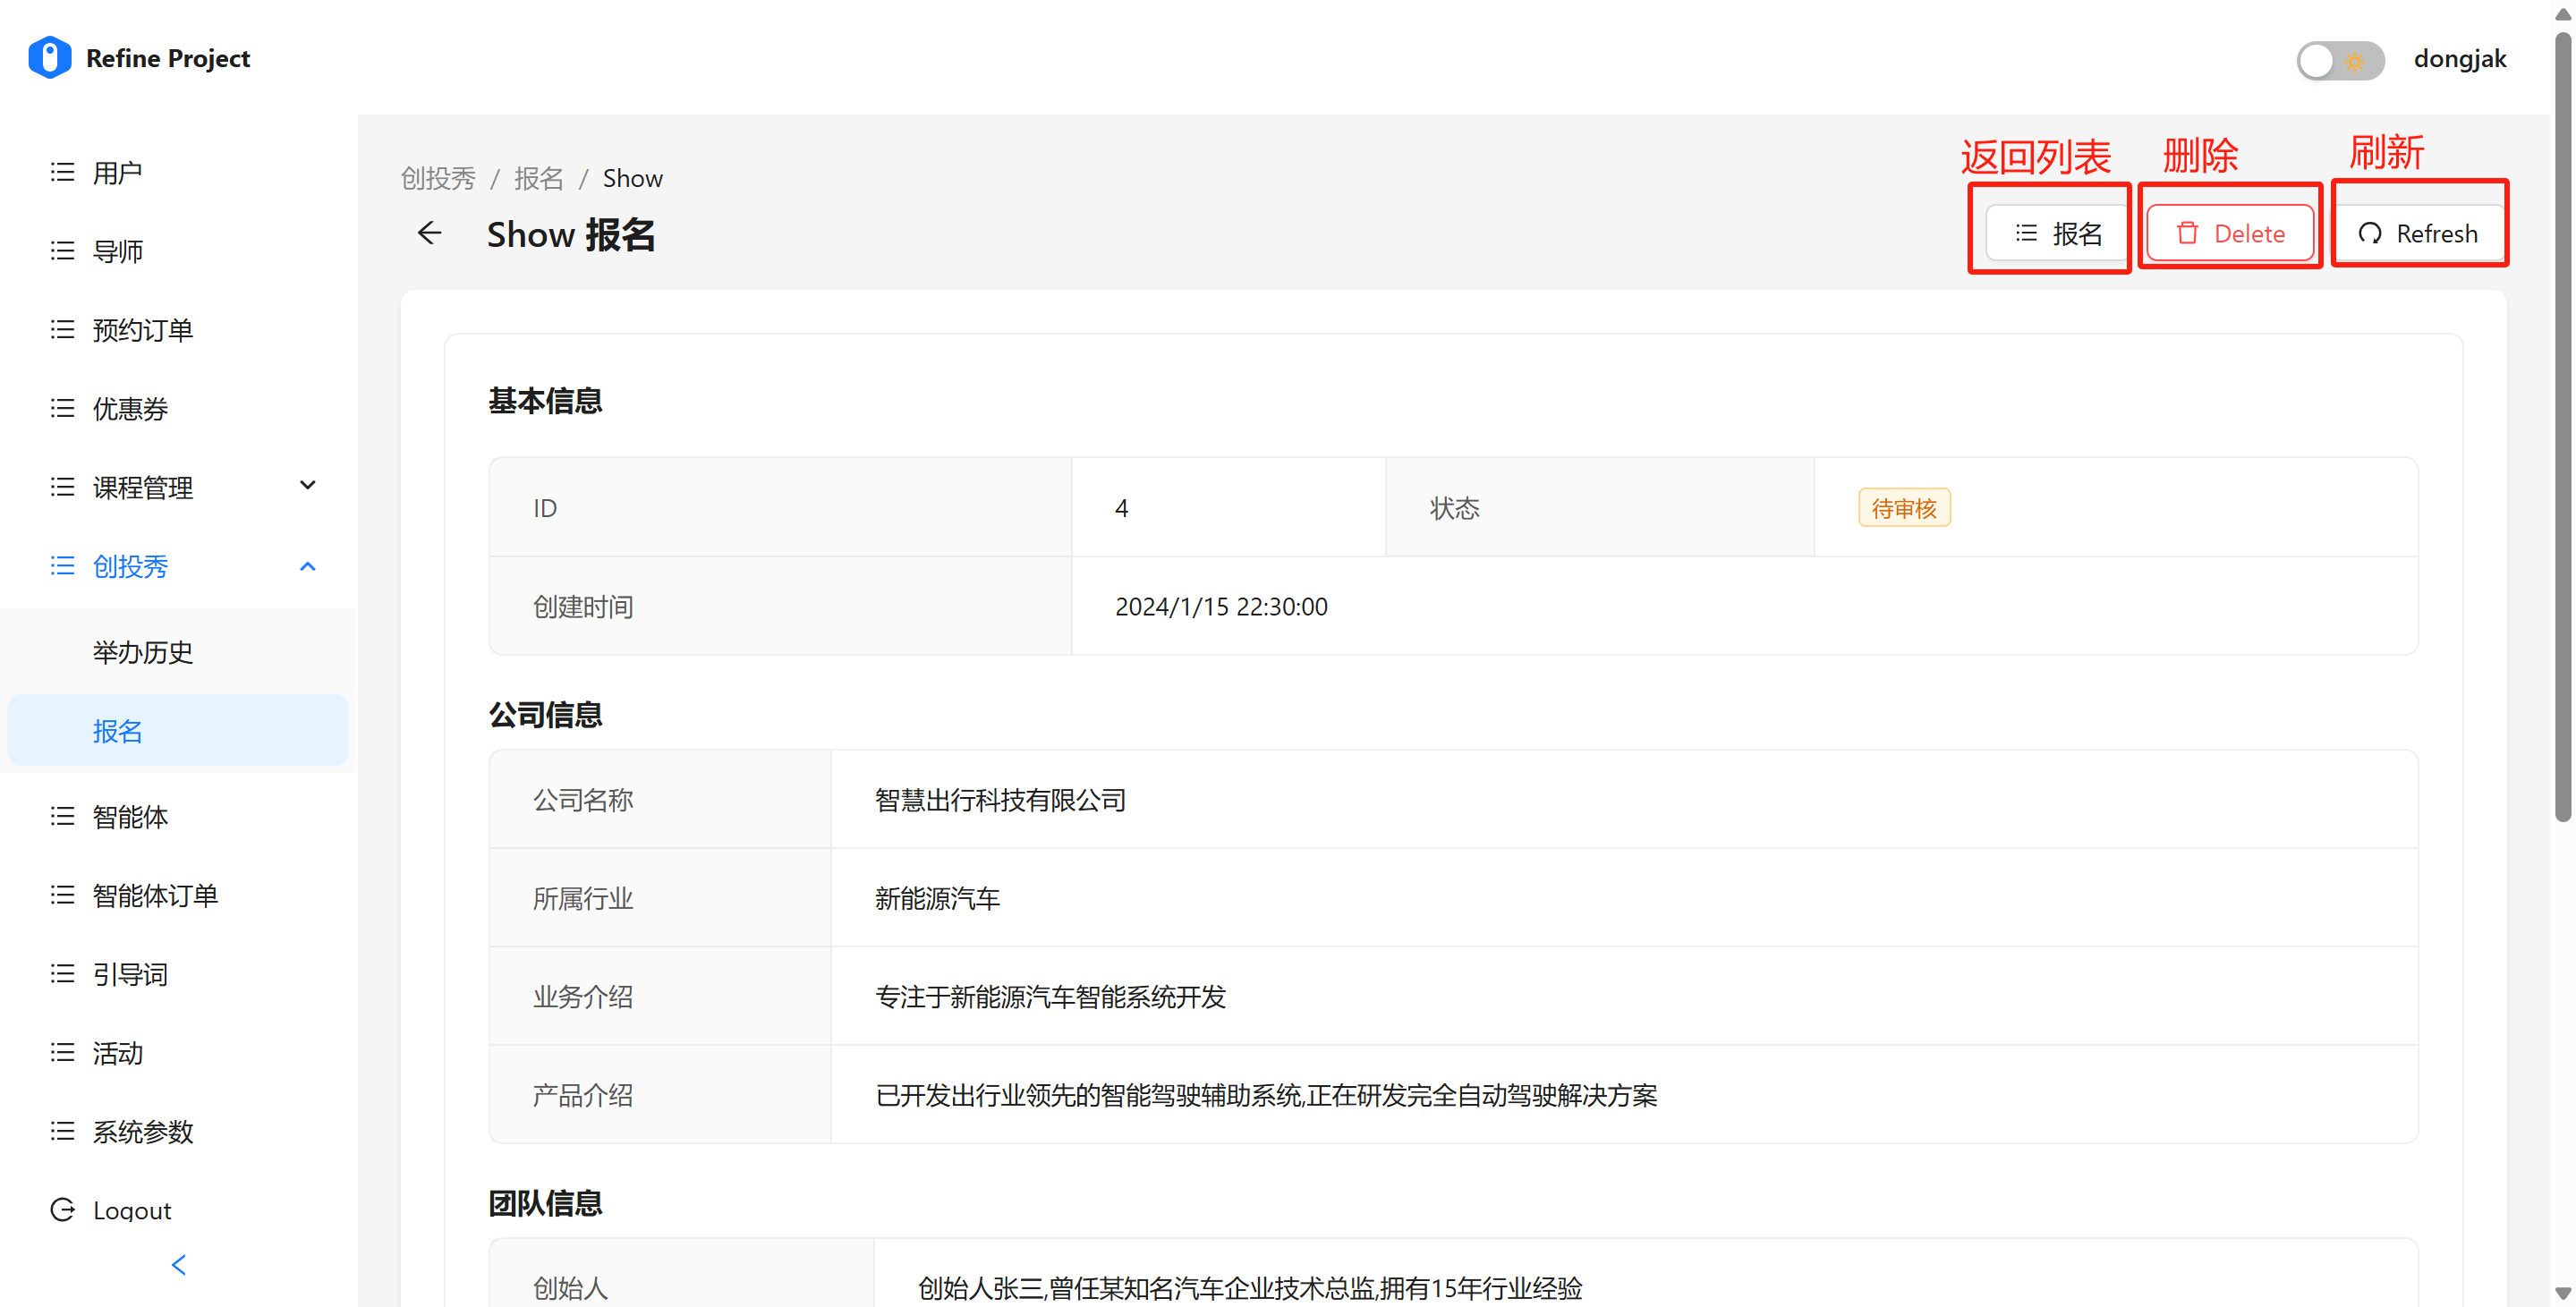 Refine Project
dongjak
用户
导师
预约订单
优惠券
课程管理
创投秀
举办历史
报名
智能体
智能体订单
引导词
活动
系统参数
Logout
创投秀 / 报名 / Show
Show 报名
返回列表 删除 刷新
报名 Delete Refresh
基本信息
ID 4 状态 待审核
创建时间 2024/1/15 22:30:00
公司信息
公司名称 智慧出行科技有限公司
所属行业 新能源汽车
业务介绍 专注于新能源汽车智能系统开发
产品介绍 已开发出行业领先的智能驾驶辅助系统,正在研发完全自动驾驶解决方案
团队信息
创始人 创始人张三,曾任某知名汽车企业技术总监,拥有15年行业经验